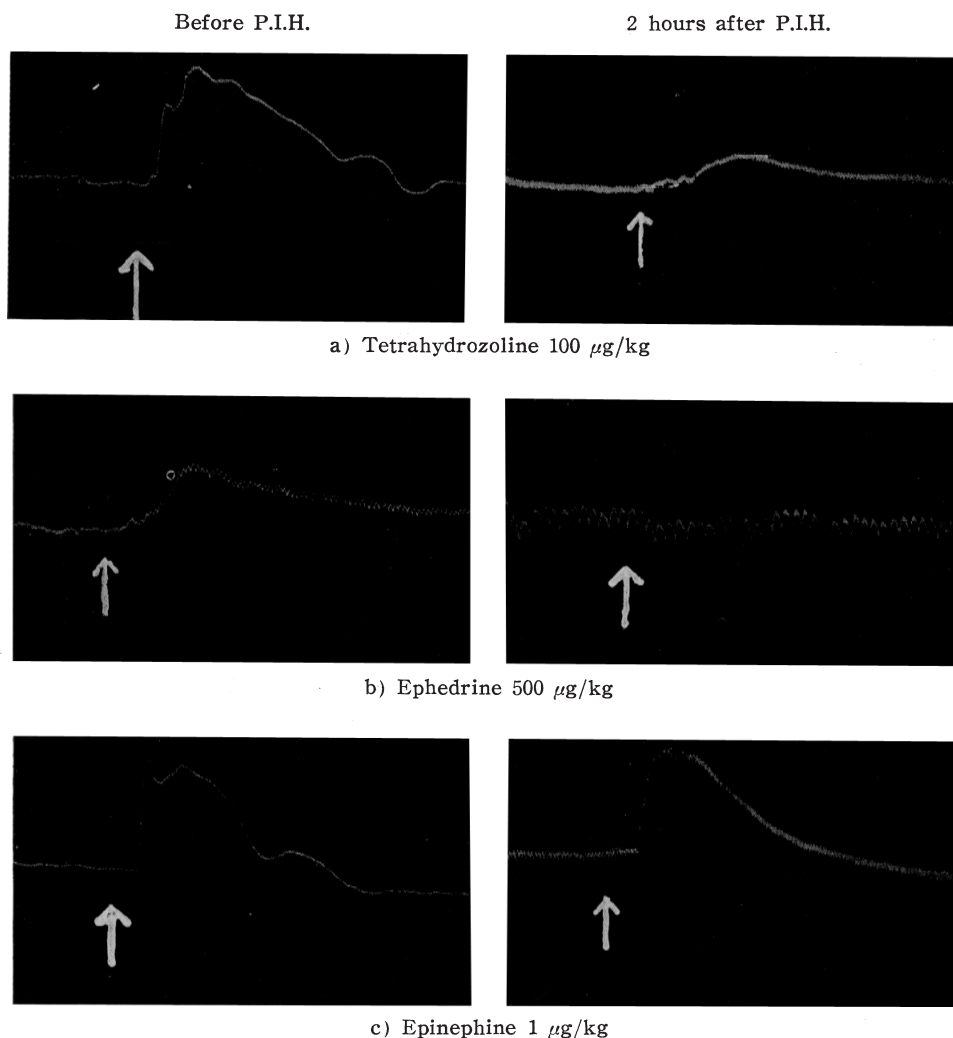 Before P.I.H. 2 hours after P.I.H.
a) Tetrahydrozoline 100 μg/kg
b) Ephedrine 500 μg/kg
c) Epinephine 1 μg/kg